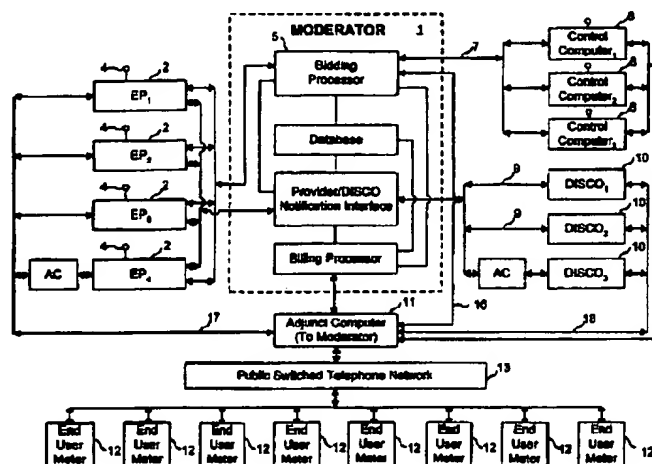 MODERATOR 1
5
Bidding
Processor
Database
Provider/DISCO
Notification Interface
Billing Processor
4 2
EP₁
4 2
EP₂
4 2
4 2
EP₄
AC
7
6
Control
Computer₁
6
Control
Computer₂
6
Control
Computer₃
9 10
DISCO₁
9 10
DISCO₂
10
AC
DISCO₃
11
16
17
18
Adjunct Computer
(To Moderator)
Public Switched Telephone Network
13
End
User
Meter
12
End
User
Meter
12
End
User
Meter
12
End
User
Meter
12
End
User
Meter
12
End
User
Meter
12
End
User
Meter
12
End
User
Meter
12